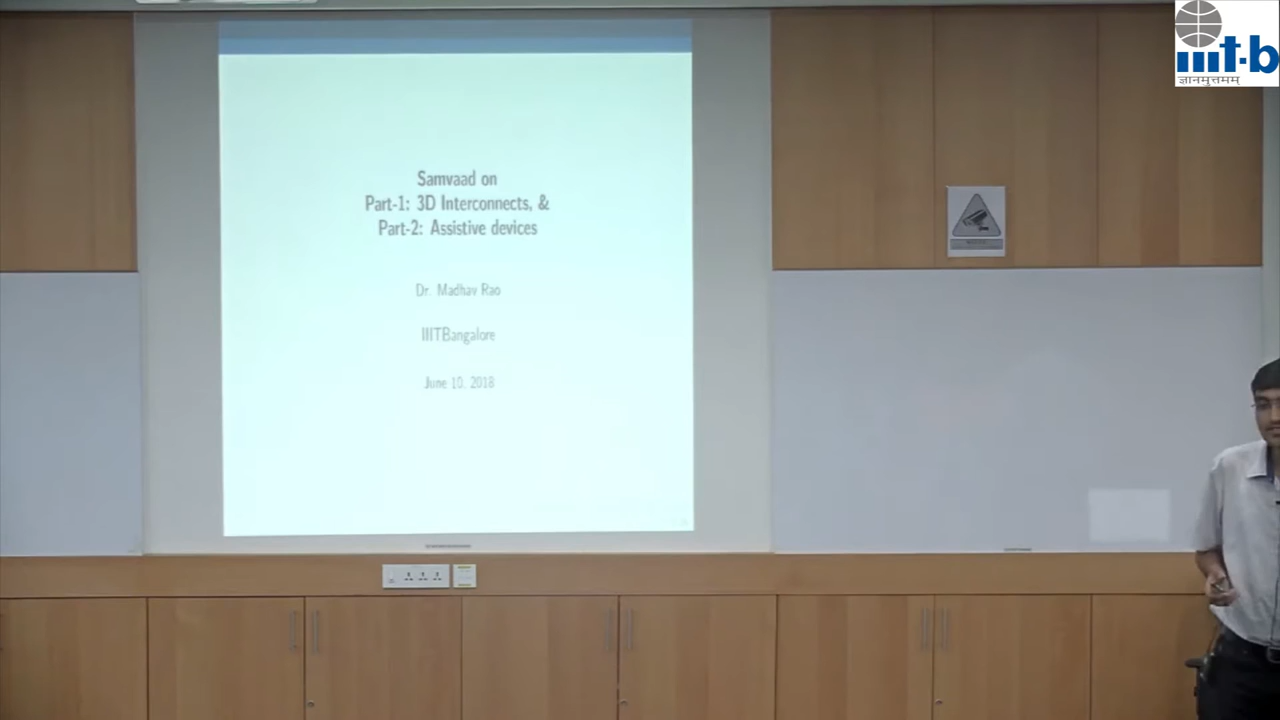 Samvaad on
Part-1: 3D Interconnects, &
Part-2: Assistive devices
Dr. Madhav Rao
IIITBangalore
June 10, 2018
iiit-b
ज्ञानमुत्तमम्